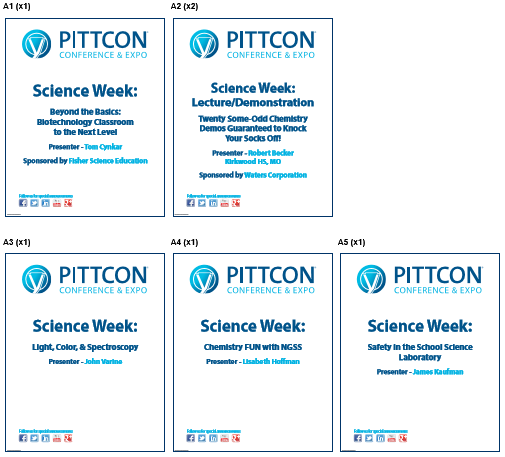 A1 (x1)
PITTCON
CONFERENCE & EXPO
Science Week:
Beyond the Basics:
Biotechnology Classroom
to the Next Level
Presenter - Tom Cynkar
Sponsored by Fisher Science Education
A2 (x2)
PITTCON
CONFERENCE & EXPO
Science Week:
Lecture/Demonstration
Twenty Some-Odd Chemistry
Demos Guaranteed to Knock
Your Socks Off!
Presenter - Robert Becker
Kirkwood HS, MO
Sponsored by Waters Corporation
A3 (x1)
PITTCON
CONFERENCE & EXPO
Science Week:
Light, Color, & Spectroscopy
Presenter - John Varine
A4 (x1)
PITTCON
CONFERENCE & EXPO
Science Week:
Chemistry FUN with NGSS
Presenter - Lisabeth Hoffman
A5 (x1)
PITTCON
CONFERENCE & EXPO
Science Week:
Safety in the School Science
Laboratory
Presenter - James Kaufman